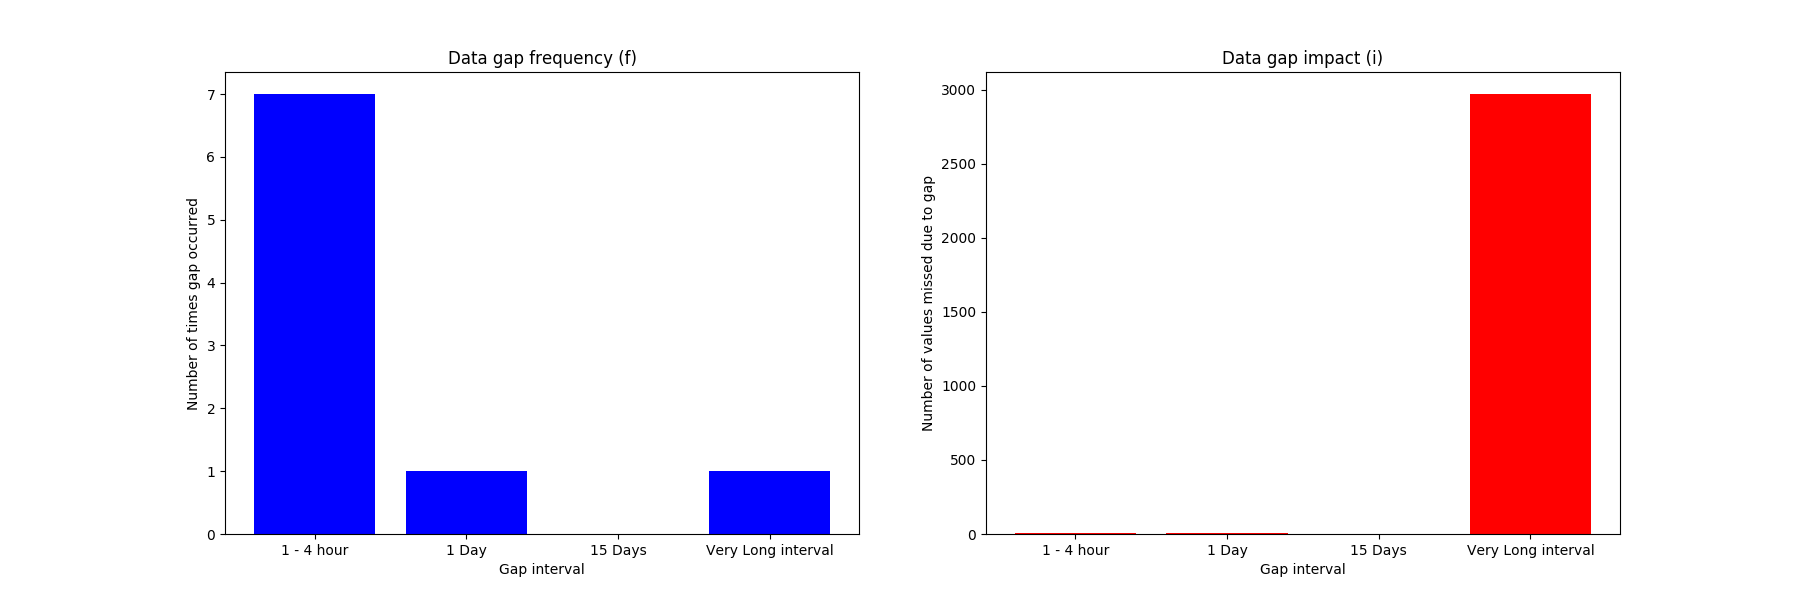 Data gap frequency (f)
7
6
5
4
3
2
1
0
Number of times gap occurred
1 - 4 hour
1 Day
15 Days
Very Long interval
Gap interval
Data gap impact (i)
3000
2500
2000
1500
1000
500
0
Number of values missed due to gap
1 - 4 hour
1 Day
15 Days
Very Long interval
Gap interval